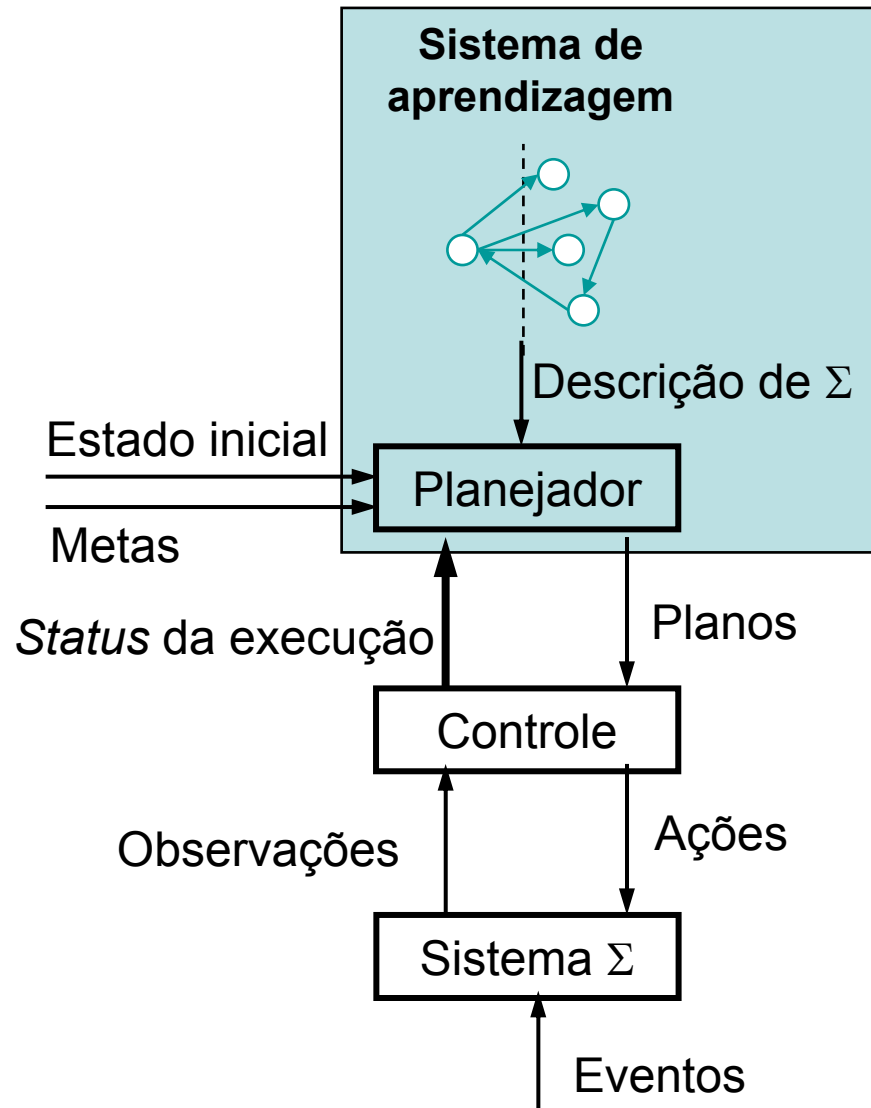 Sistema de
aprendizagem
Descrição de Σ
Estado inicial
Planejador
Metas
Status da execução
Planos
Controle
Observações
Ações
Sistema Σ
Eventos